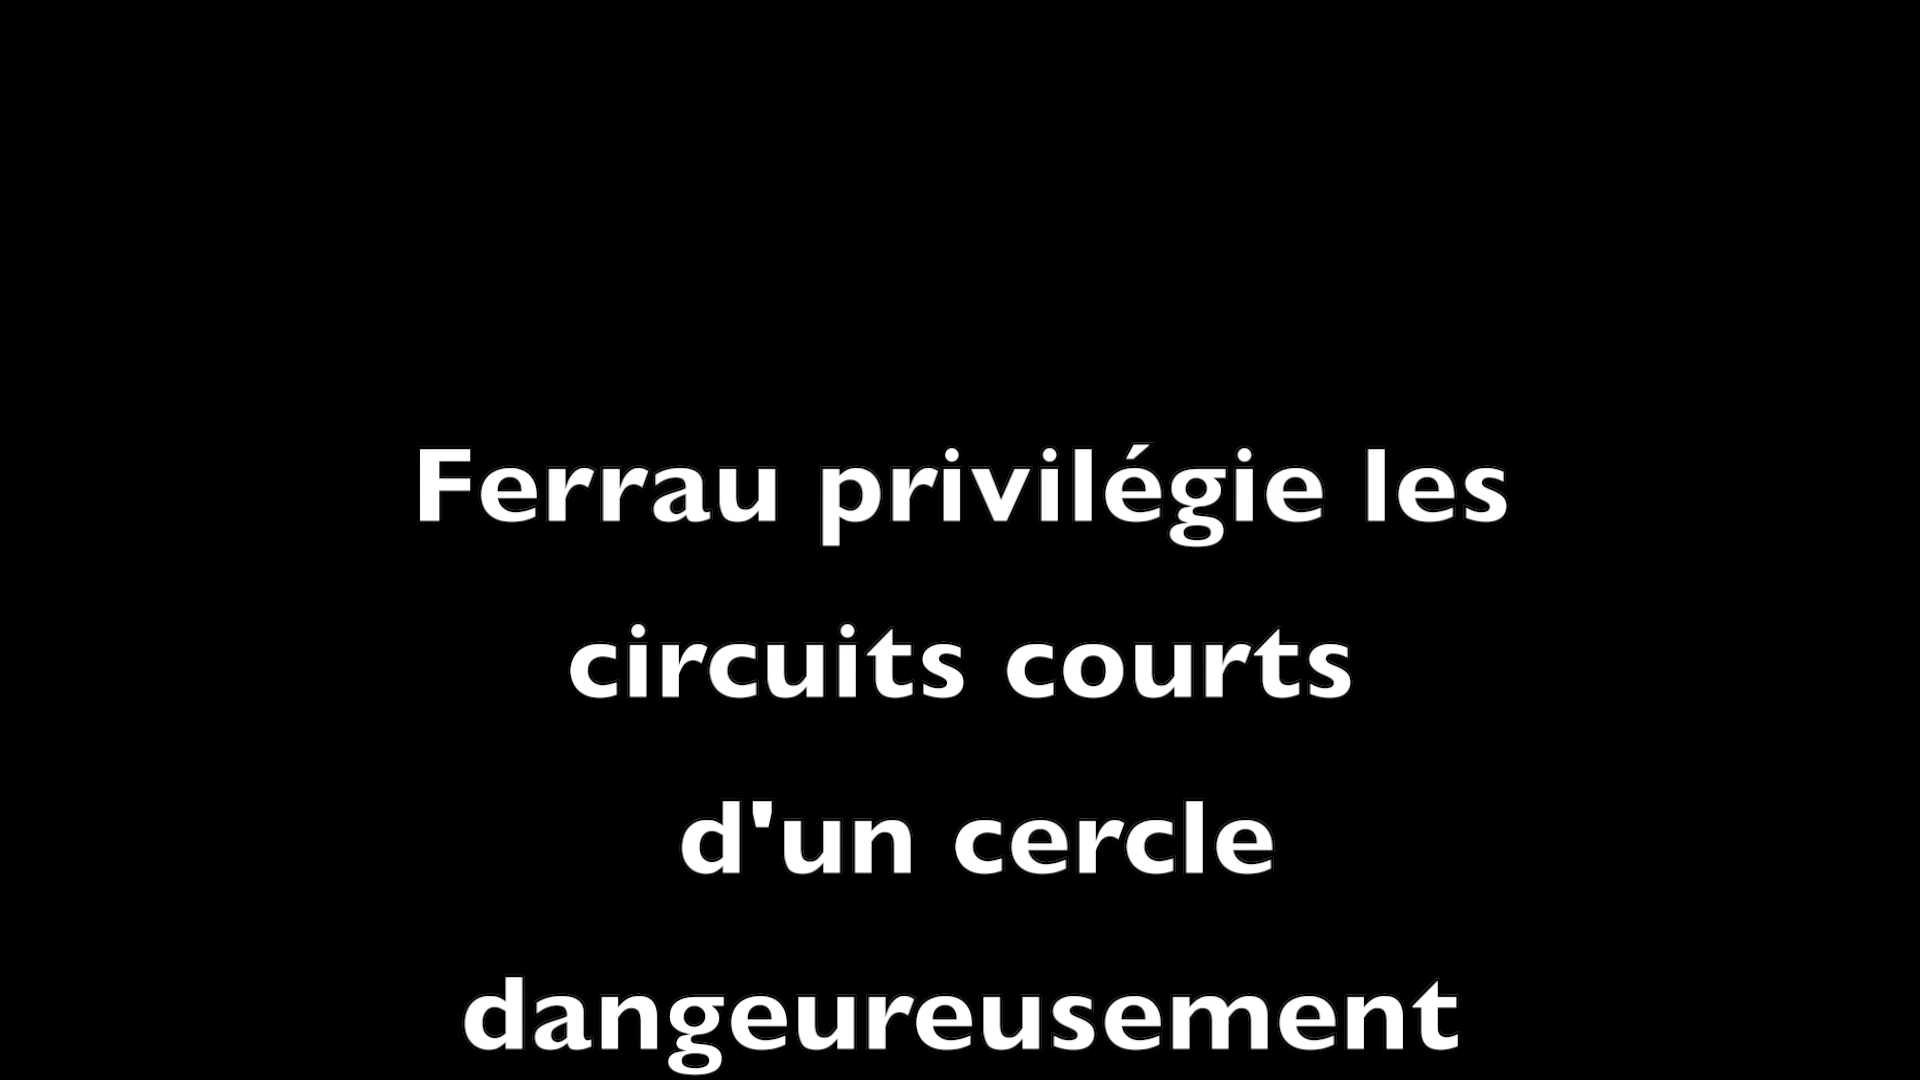 Ferrau privilégie les
circuits courts
d'un cercle
dangeureusement